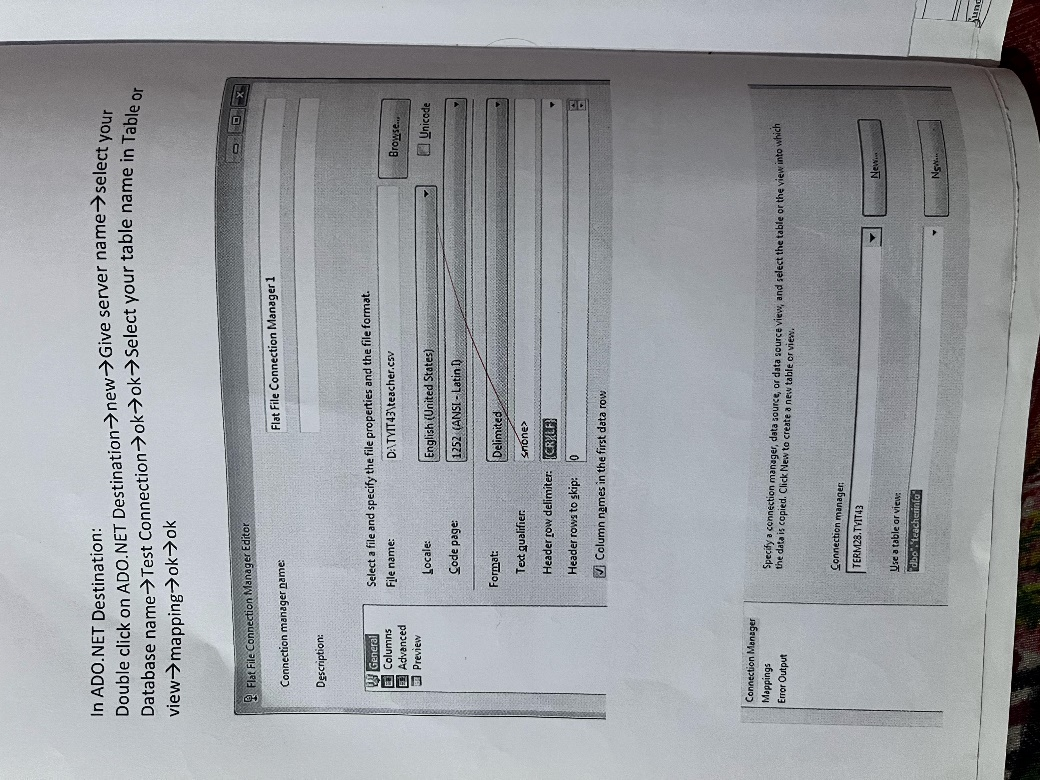 In ADO.NET Destination:
Double click on ADO.NET Destination→new→Give server name→select your
Database name→Test Connection→ok→ok→Select your table name in Table or
view→mapping→ok→ok
Flat File Connection Manager Editor
Connection manager name:
Flat File Connection Manager 1
Description:
General
Columns
Advanced
Preview
Select a file and specify the file properties and the file format.
File name:
D:\TYIT43\teacher.csv
Browse...
Locale:
English (United States)
Unicode
Code page:
1252 (ANSI - Latin I)
Format:
Delimited
Text qualifier:
<none>
Header row delimiter:
{CR}{LF}
Header rows to skip:
0
Column names in the first data row
Connection Manager
Mappings
Error Output
Specify a connection manager, data source, or data source view, and select the table or the view into which
the data is copied. Click New to create a new table or view.
Connection manager:
TERM28.TYIT43
New...
Use a table or view:
"dbo"."teacherinfo"
New...